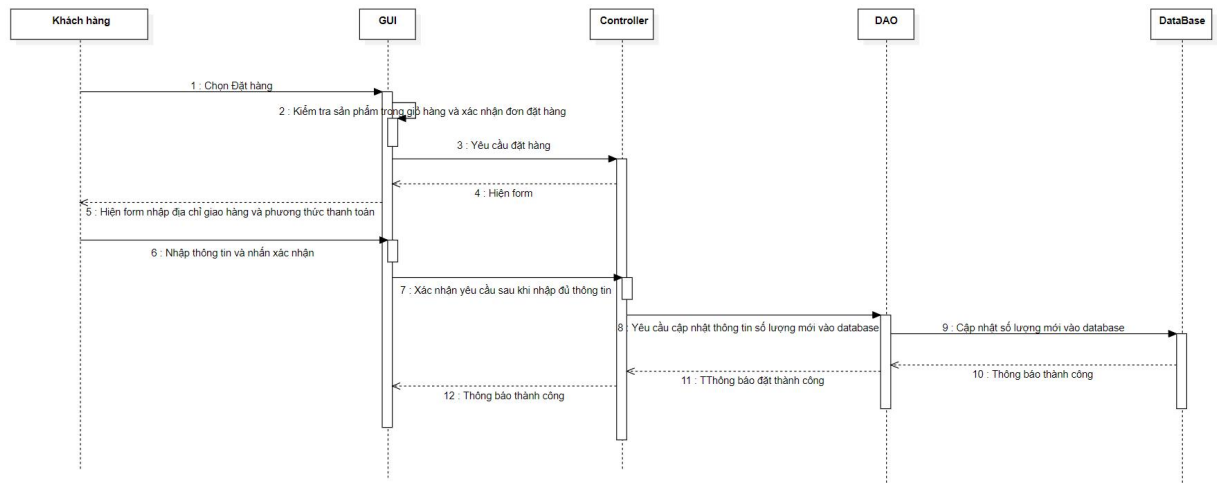 Khách hàng
GUI
Controller
DAO
DataBase
1 : Chọn Đặt hàng
2 : Kiểm tra sản phẩm trong giỏ hàng và xác nhận đơn đặt hàng
3 : Yêu cầu đặt hàng
4 : Hiện form
5 : Hiện form nhập địa chỉ giao hàng và phương thức thanh toán
6 : Nhập thông tin và nhấn xác nhận
7 : Xác nhận yêu cầu sau khi nhập đủ thông tin
8 : Yêu cầu cập nhật thông tin số lượng mới vào database
9 : Cập nhật số lượng mới vào database
10 : Thông báo thành công
11 : TThông báo đặt thành công
12 : Thông báo thành công